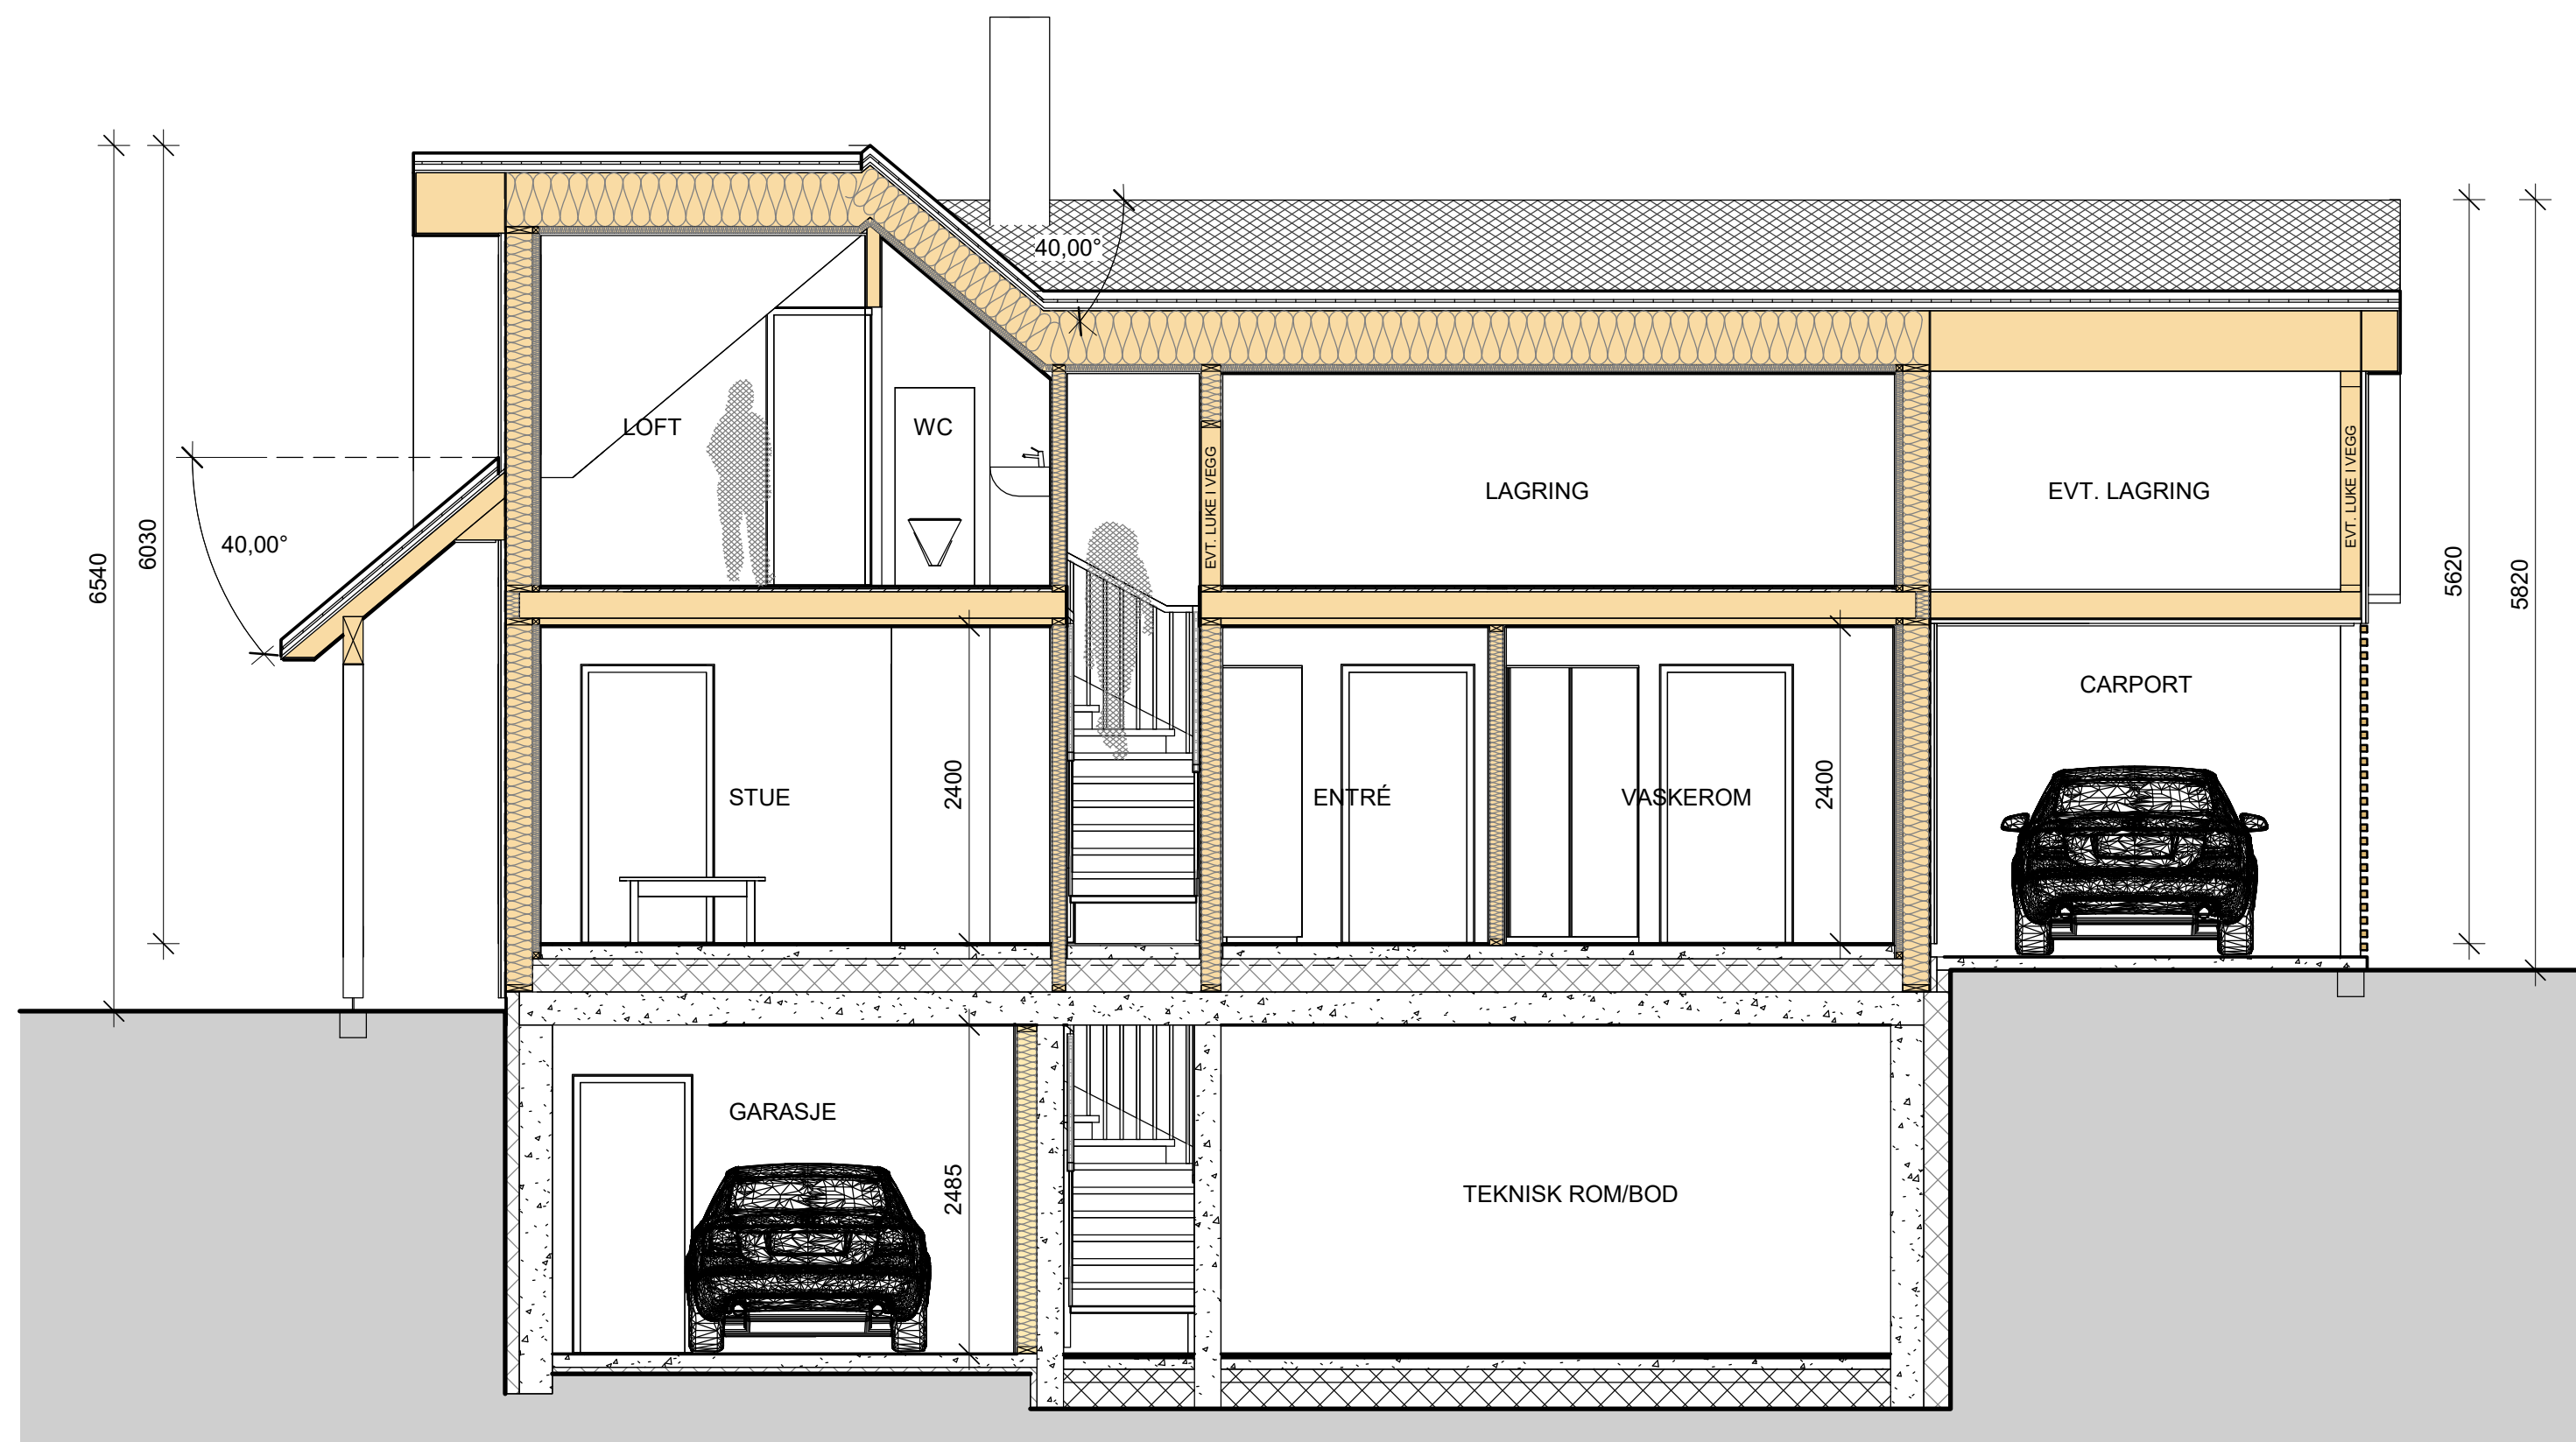 40,00°
LOFT
WC
EVT. LUKE I VEGG
LAGRING
EVT. LAGRING
EVT. LUKE I VEGG
6540
6030
40,00°
5620
5820
STUE
2400
ENTRÉ
VASKEROM
2400
CARPORT
GARASJE
2485
TEKNISK ROM/BOD